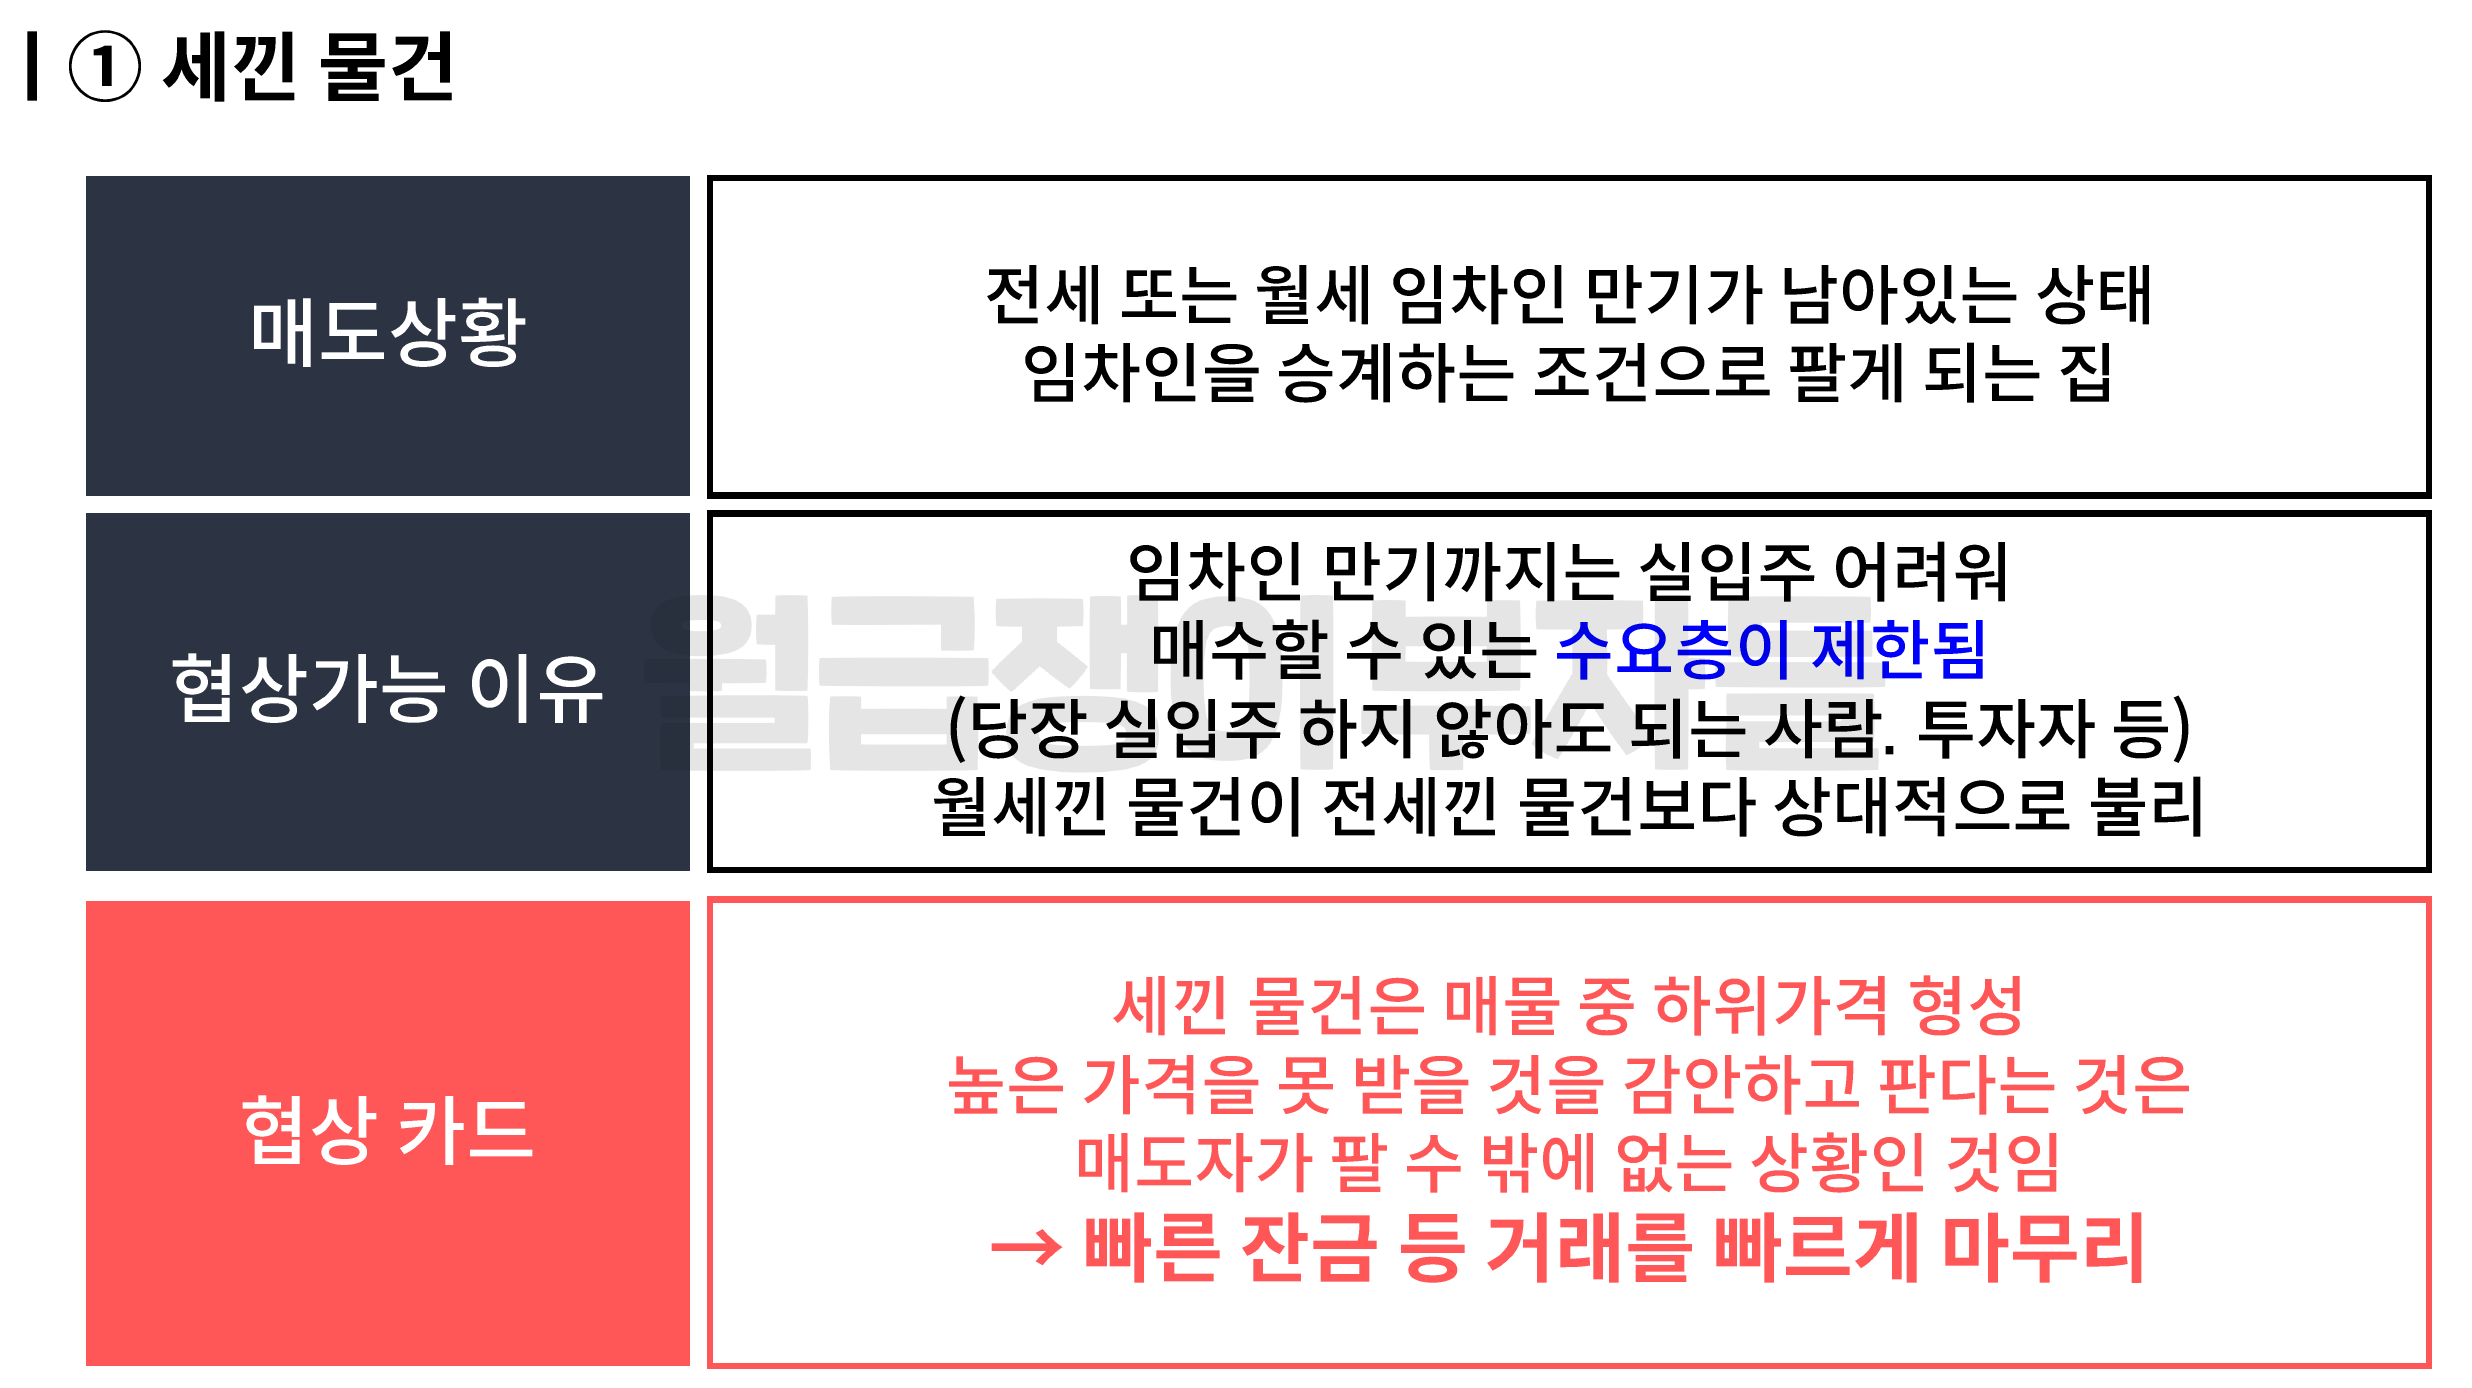 | ① 세낀 물건
매도상황
전세 또는 월세 임차인 만기가 남아있는 상태
임차인을 승계하는 조건으로 팔게 되는 집
협상가능 이유
임차인 만기까지는 실입주 어려워
매수할 수 있는 수요층이 제한됨
(당장 실입주 하지 않아도 되는 사람. 투자자 등)
월세낀 물건이 전세낀 물건보다 상대적으로 불리
월급쟁이부자들
협상 카드
세낀 물건은 매물 중 하위가격 형성
높은 가격을 못 받을 것을 감안하고 판다는 것은
매도자가 팔 수 밖에 없는 상황인 것임
→ 빠른 잔금 등 거래를 빠르게 마무리